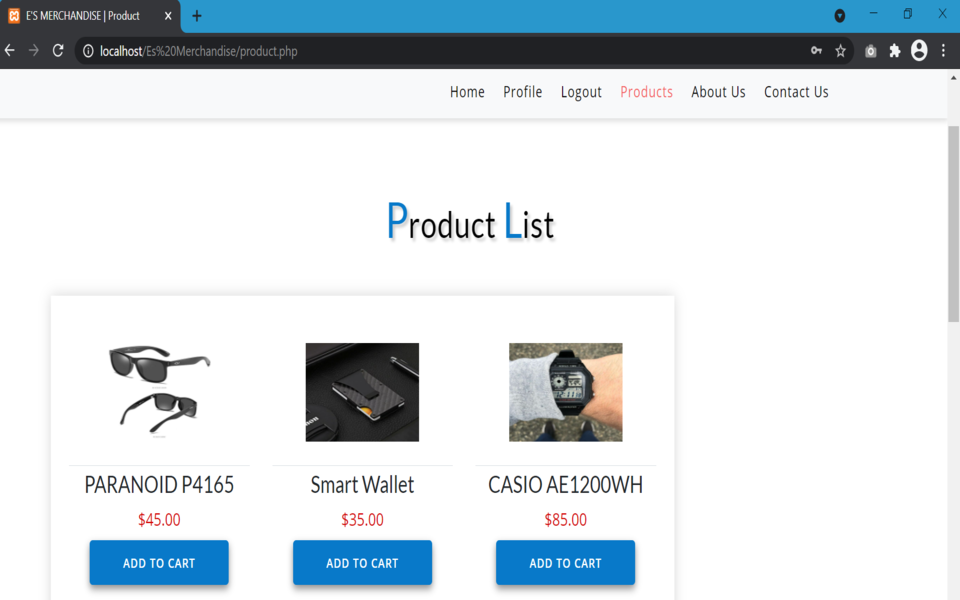 E'S MERCHANDISE | Product
localhost/Es%20Merchandise/product.php
Home Profile Logout Products About Us Contact Us
Product List
PARANOID P4165 Smart Wallet CASIO AE1200WH
$45.00 $35.00 $85.00
ADD TO CART ADD TO CART ADD TO CART